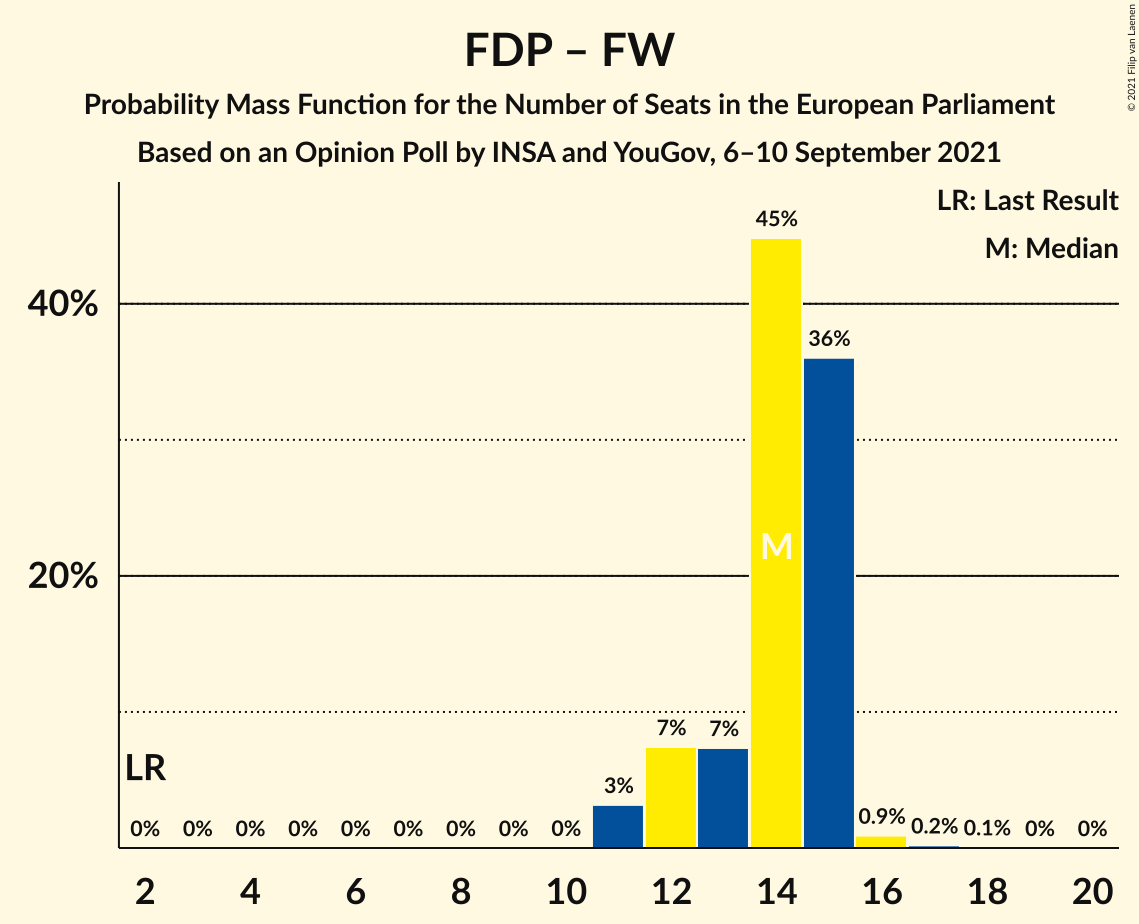 FDP – FW
Probability Mass Function for the Number of Seats in the European Parliament
Based on an Opinion Poll by INSA and YouGov, 6–10 September 2021
© 2021 Filip van Laenen
LR: Last Result
M: Median
45%
40%
36%
M
20%
7% 7%
LR
3%
0% 0% 0% 0% 0% 0% 0% 0% 0% 0.9% 0.2% 0.1% 0% 0%
2 4 6 8 10 12 14 16 18 20